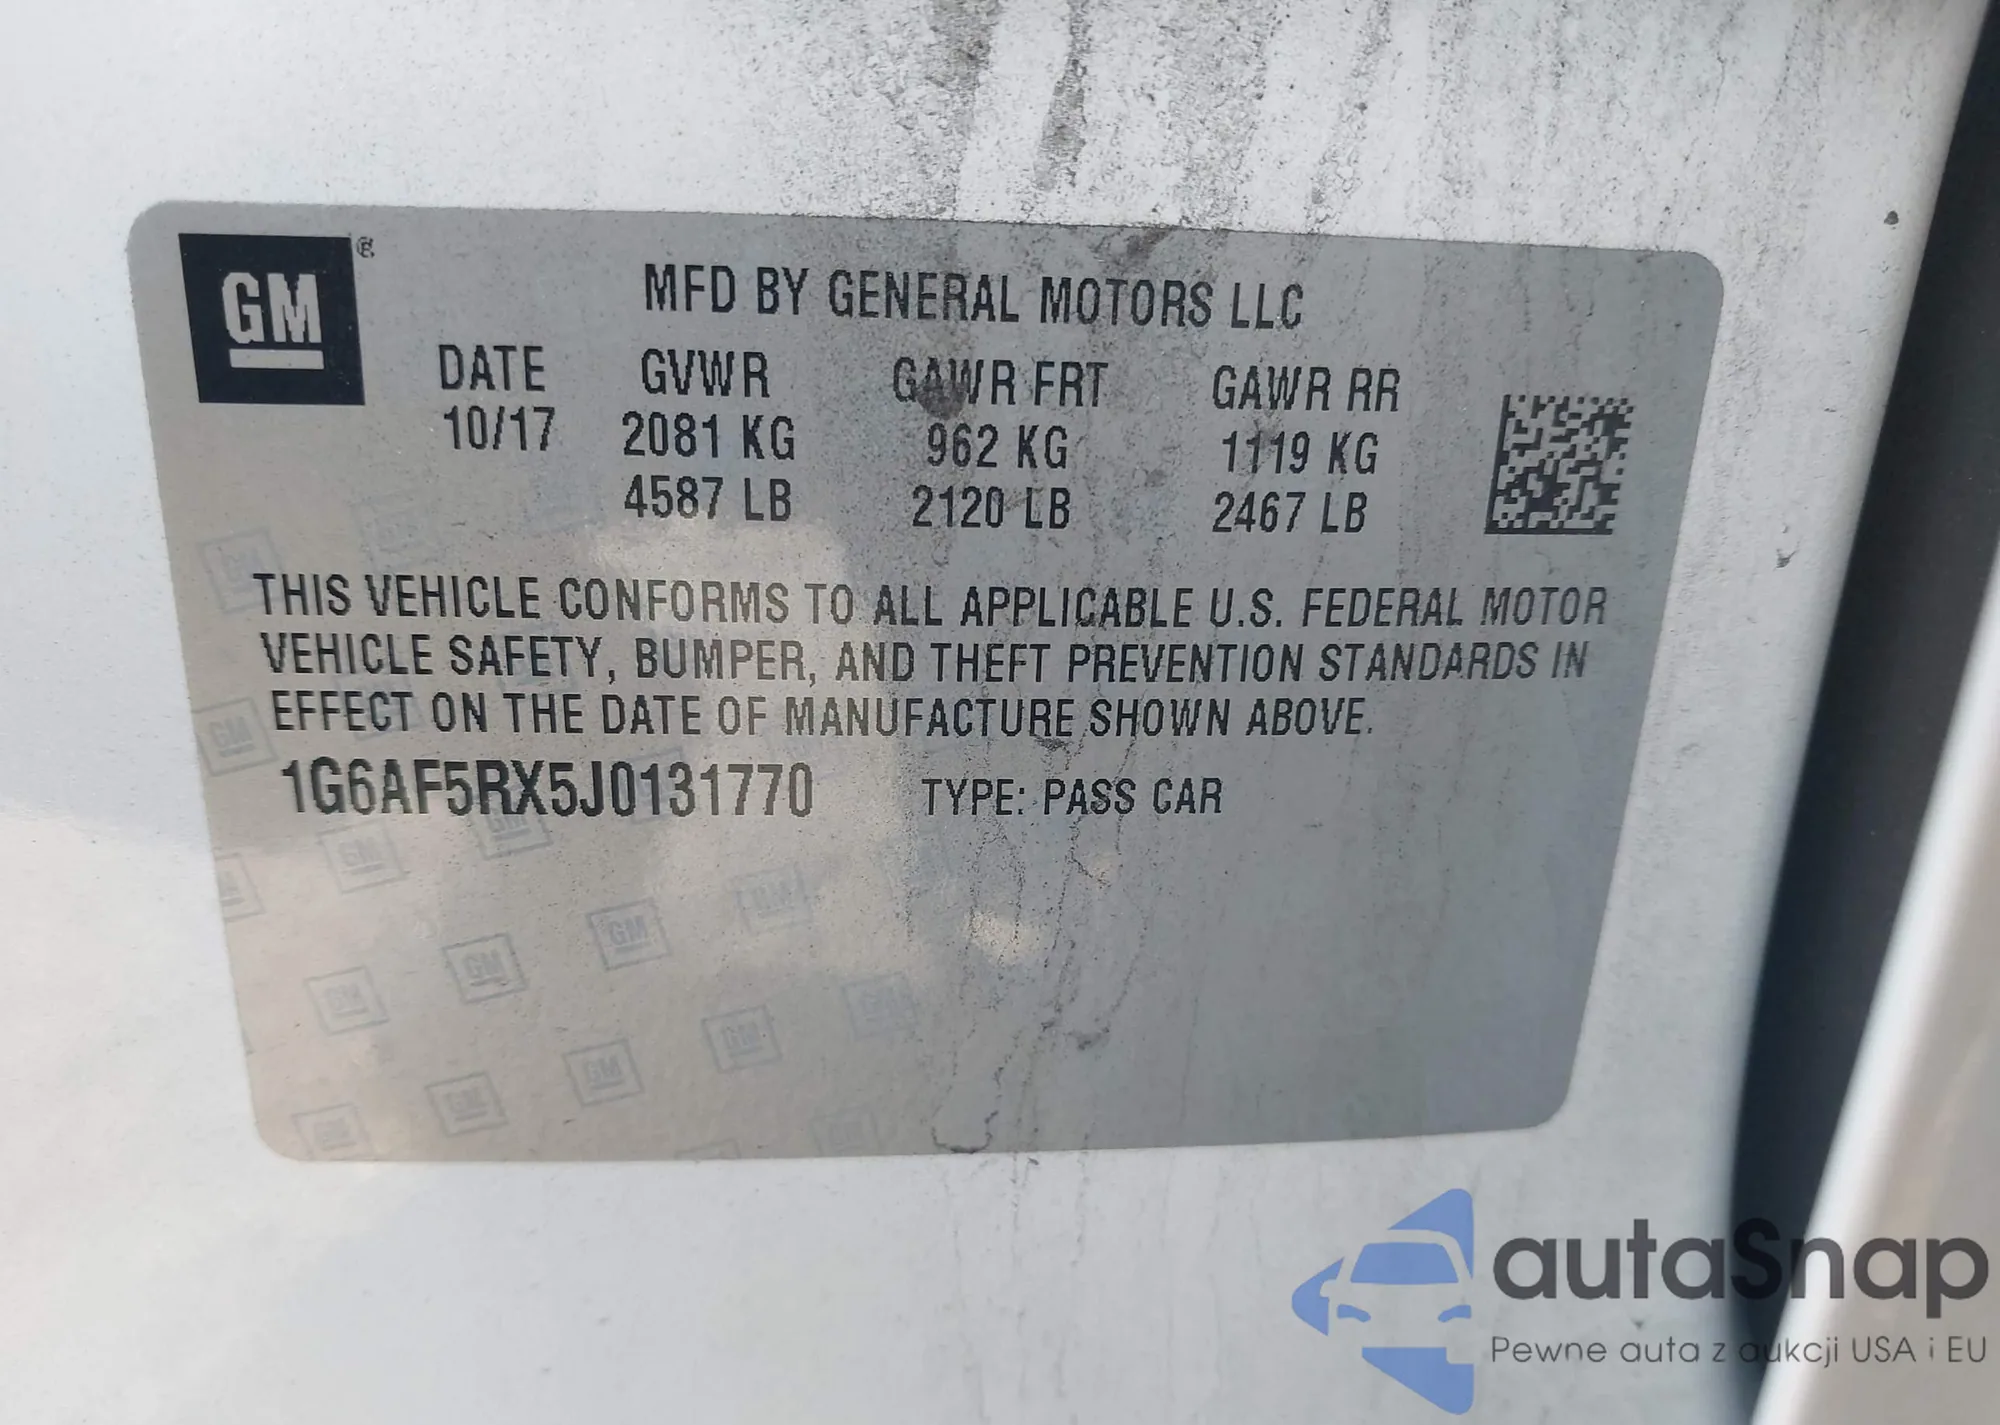 GM ®
MFD BY GENERAL MOTORS LLC
DATE GVWR GAWR FRT GAWR RR
10/17 2081 KG 962 KG 1119 KG
4587 LB 2120 LB 2467 LB
THIS VEHICLE CONFORMS TO ALL APPLICABLE U.S. FEDERAL MOTOR
VEHICLE SAFETY, BUMPER, AND THEFT PREVENTION STANDARDS IN
EFFECT ON THE DATE OF MANUFACTURE SHOWN ABOVE.
1G6AF5RX5J0131770 TYPE: PASS CAR
autaSnap
Pewne auta z aukcji USA i EU